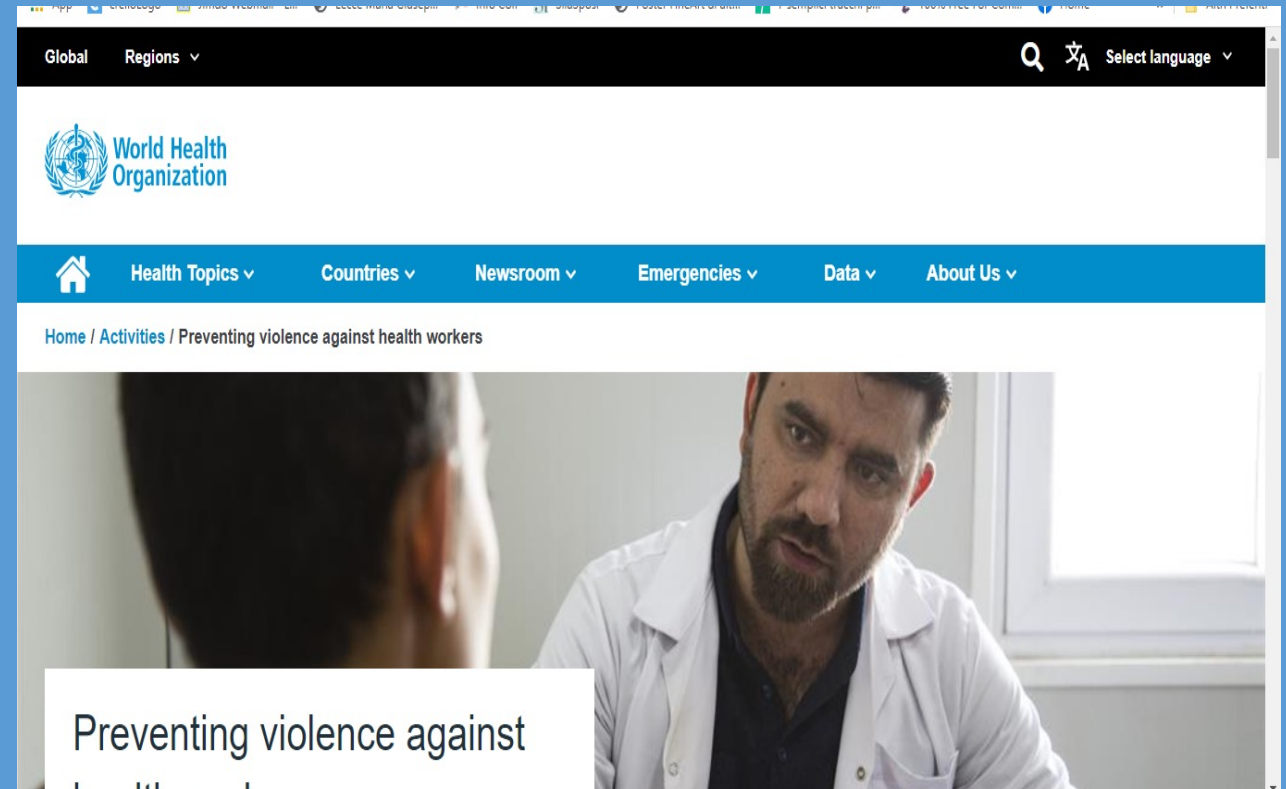 Global Regions Select language
World Health
Organization
Health Topics Countries Newsroom Emergencies Data About Us
Home / Activities / Preventing violence against health workers
Preventing violence against